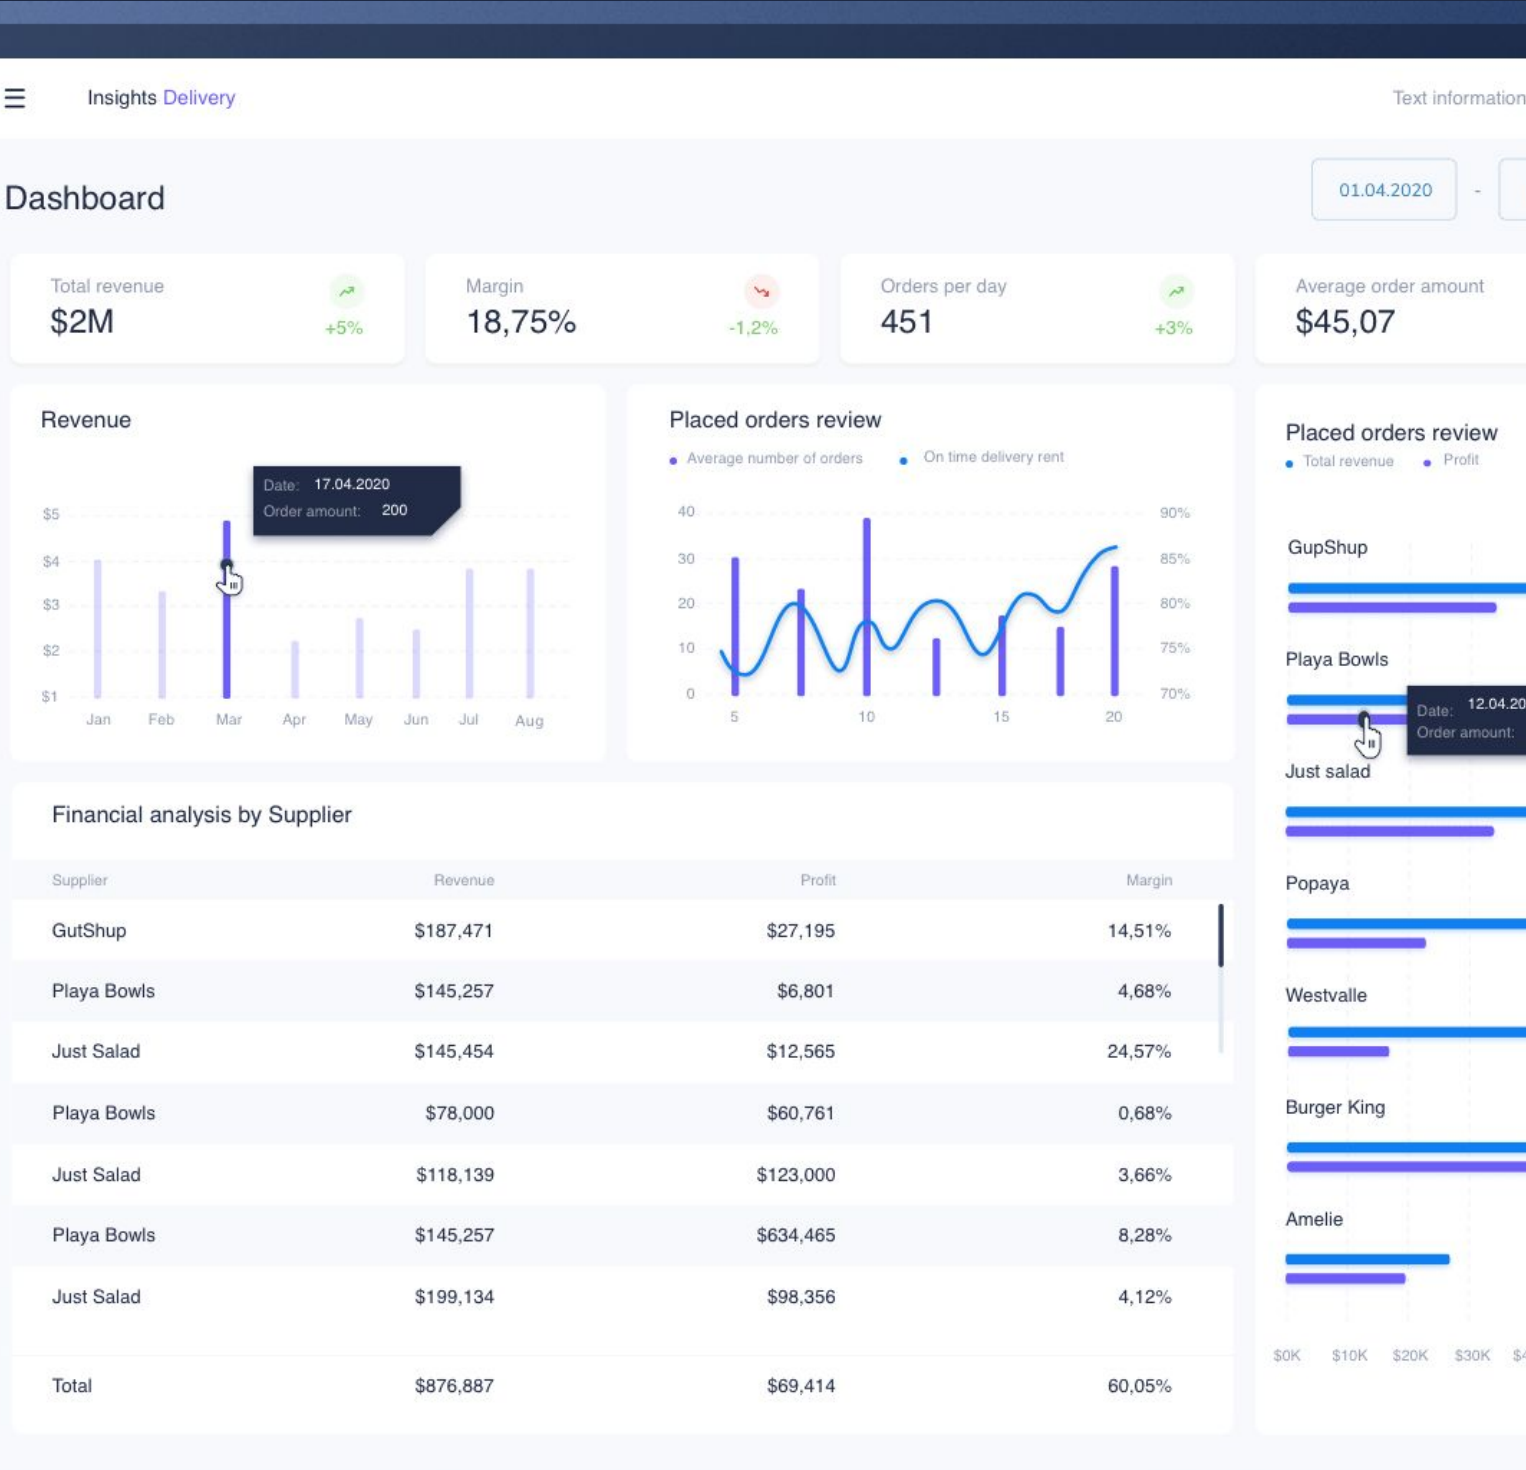 Insights Delivery
Text information
Dashboard
01.04.2020 -
Total revenue
$2M
+5%
Margin
18,75%
-1,2%
Orders per day
451
+3%
Average order amount
$45,07
Revenue
Date: 17.04.2020
Order amount: 200
$5
$4
$3
$2
$1
Jan Feb Mar Apr May Jun Jul Aug
Placed orders review
Average number of orders On time delivery rent
40 90%
30 85%
20 80%
10 75%
0 70%
5 10 15 20
Placed orders review
Total revenue Profit
GupShup
Playa Bowls
Date: 12.04.20
Order amount:
Just salad
Popaya
Westvalle
Burger King
Amelie
$0K $10K $20K $30K
Financial analysis by Supplier
Supplier Revenue Profit Margin
GutShup $187,471 $27,195 14,51%
Playa Bowls $145,257 $6,801 4,68%
Just Salad $145,454 $12,565 24,57%
Playa Bowls $78,000 $60,761 0,68%
Just Salad $118,139 $123,000 3,66%
Playa Bowls $145,257 $634,465 8,28%
Just Salad $199,134 $98,356 4,12%
Total $876,887 $69,414 60,05%